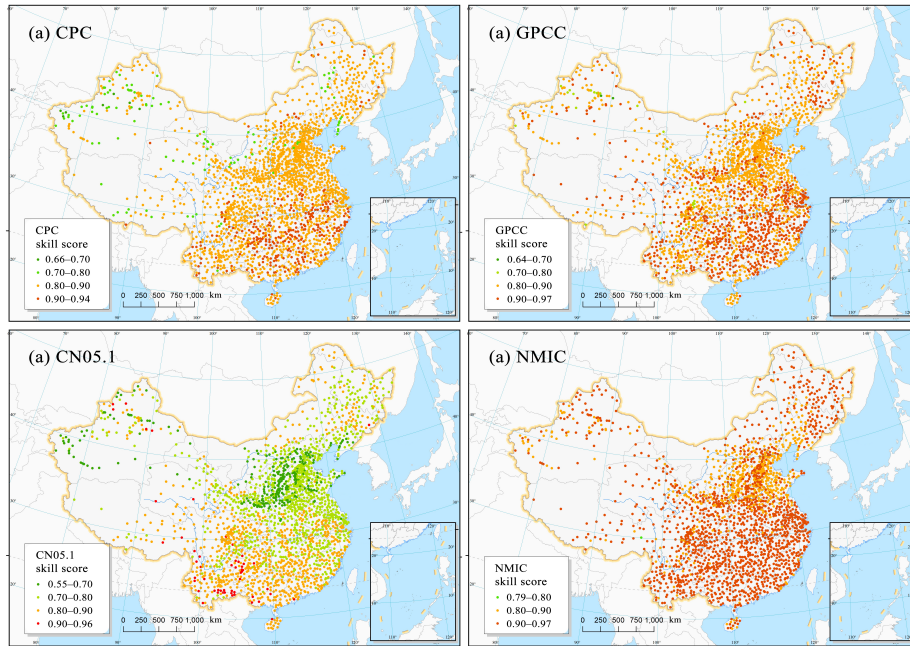 (a) CPC
CPC
skill score
0.66–0.70
0.70–0.80
0.80–0.90
0.90–0.94
0 250 500 750 1,000 km
(a) GPCC
GPCC
skill score
0.64–0.70
0.70–0.80
0.80–0.90
0.90–0.97
0 250 500 750 1,000 km
(a) CN05.1
CN05.1
skill score
0.55–0.70
0.70–0.80
0.80–0.90
0.90–0.96
0 250 500 750 1,000 km
(a) NMIC
NMIC
skill score
0.79–0.80
0.80–0.90
0.90–0.97
0 250 500 750 1,000 km